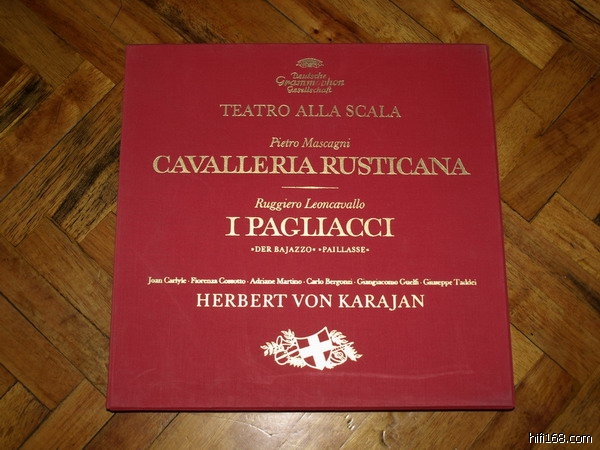 Deutsche
Grammophon
Gesellschaft
TEATRO ALLA SCALA
Pietro Mascagni
CAVALLERIA RUSTICANA
Ruggiero Leoncavallo
I PAGLIACCI
»DER BAJAZZO« »PAILLASSE«
Joan Carlyle · Fiorenza Cossotto · Adriane Martino · Carlo Bergonzi · Giangiacomo Guelfi · Giuseppe Taddei
HERBERT VON KARAJAN
hifi168.com